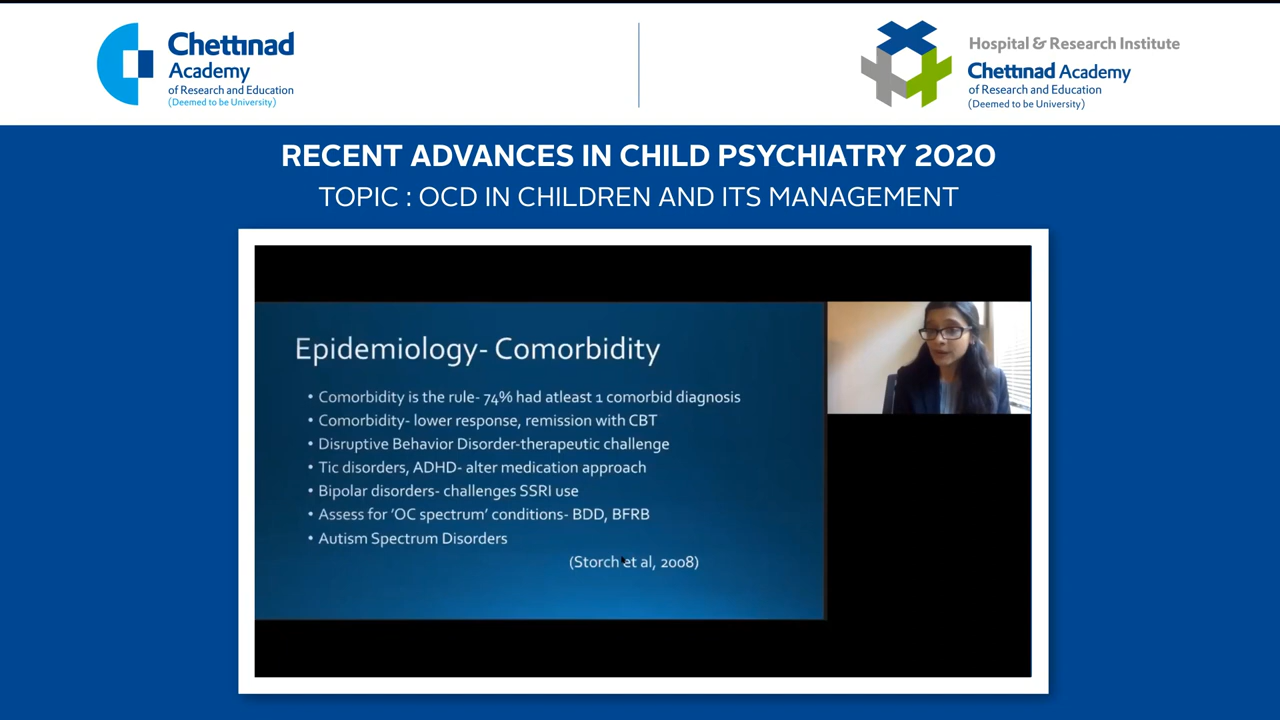 Chettinad
Academy
of Research and Education
(Deemed to be University)
Hospital & Research Institute
Chettinad Academy
of Research and Education
(Deemed to be University)
RECENT ADVANCES IN CHILD PSYCHIATRY 2020
TOPIC : OCD IN CHILDREN AND ITS MANAGEMENT
Epidemiology- Comorbidity
• Comorbidity is the rule- 74% had atleast 1 comorbid diagnosis
• Comorbidity- lower response, remission with CBT
• Disruptive Behavior Disorder-therapeutic challenge
• Tic disorders, ADHD- alter medication approach
• Bipolar disorders- challenges SSRI use
• Assess for 'OC spectrum' conditions- BDD, BFRB
• Autism Spectrum Disorders
(Storch et al, 2008)